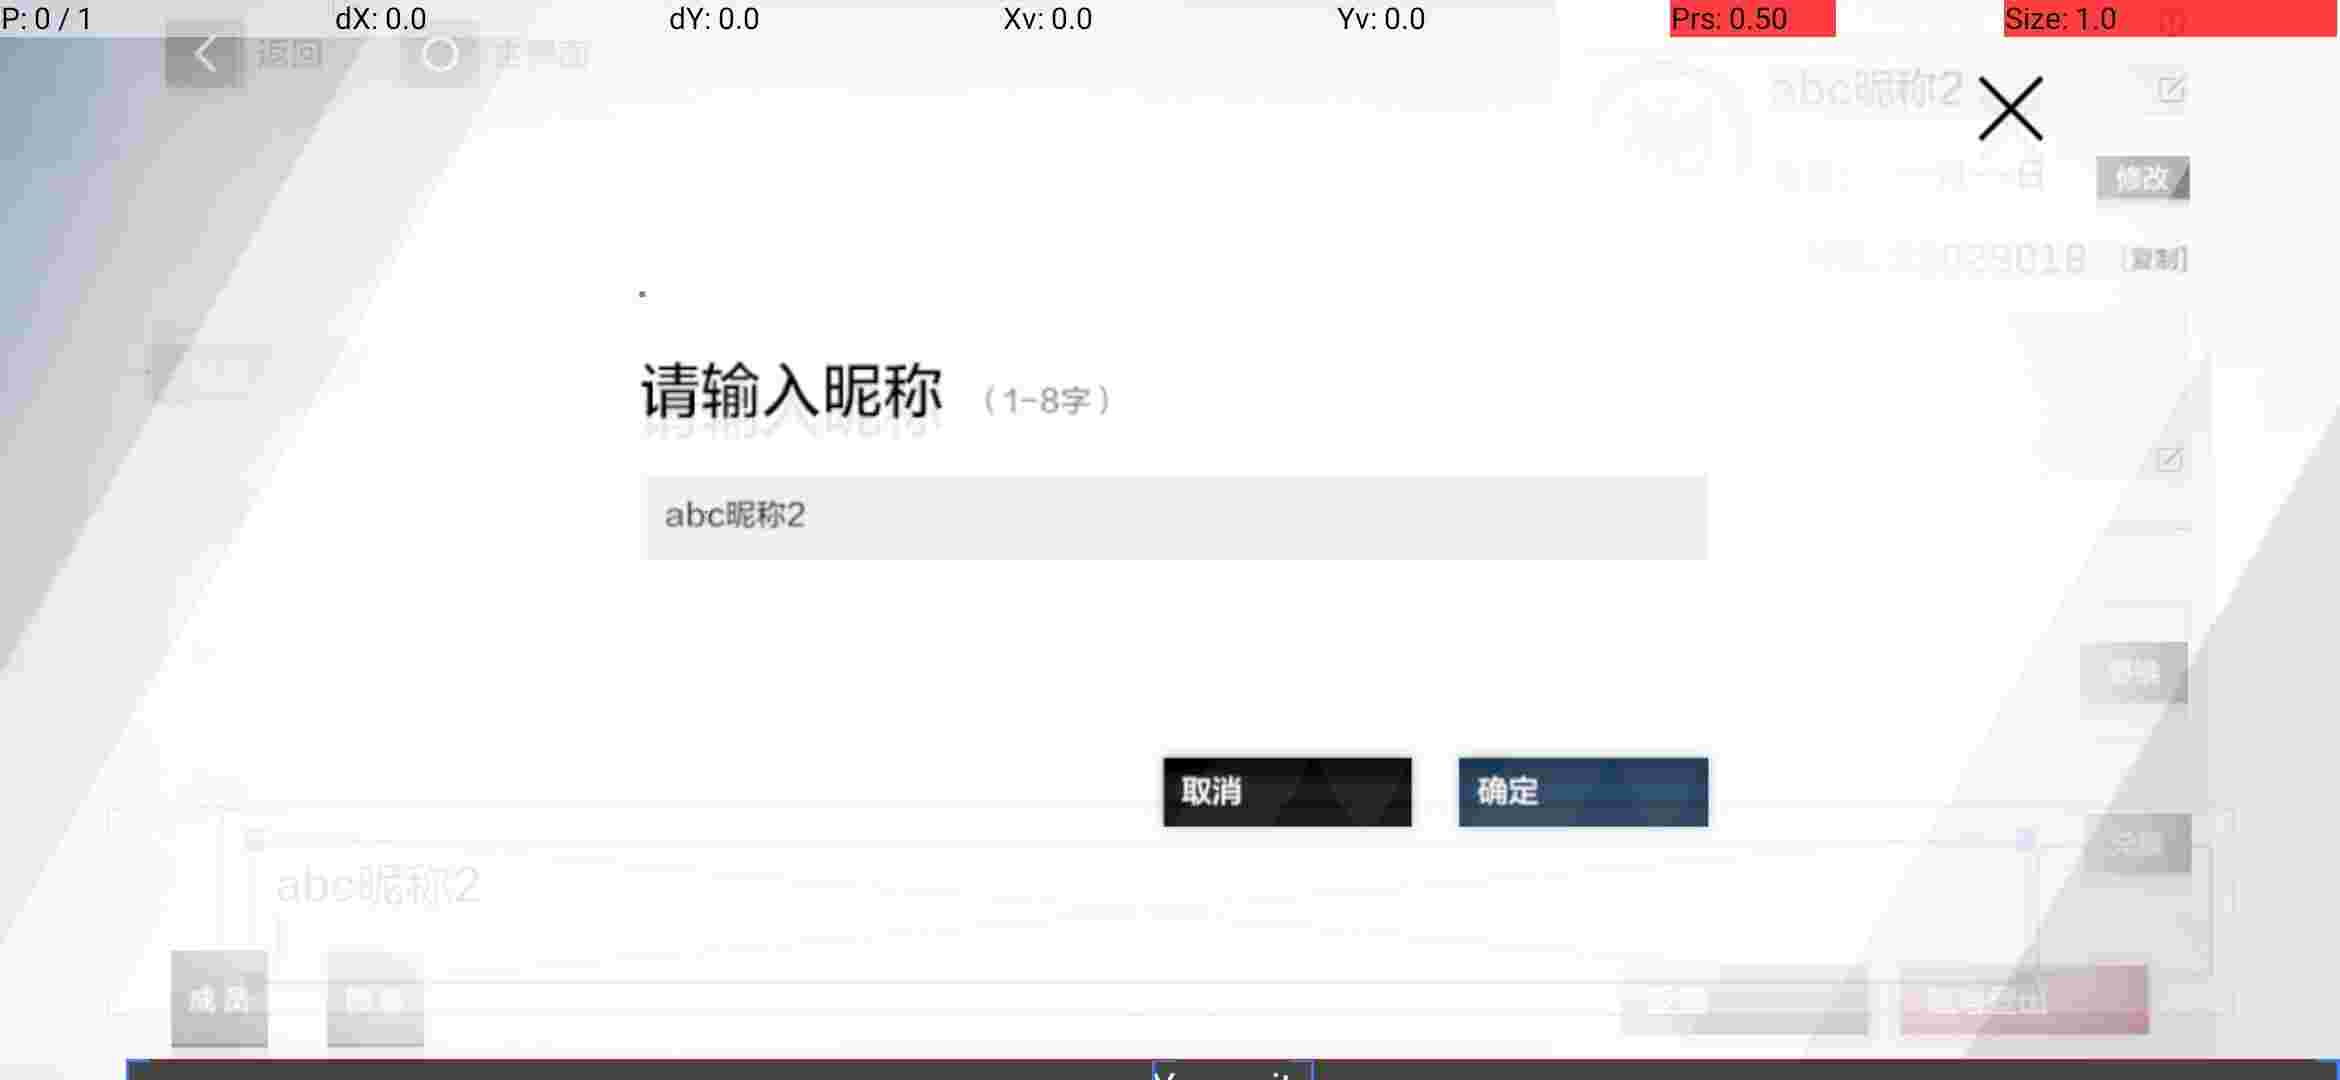 P: 0 / 1 dX: 0.0 dY: 0.0 Xv: 0.0 Yv: 0.0 Prs: 0.50 Size: 1.0
返回 主界面
abc昵称2
日 修改
029018 [复制]
请输入昵称 （1-8字）
abc昵称2
取消 确定
abc昵称2
成员